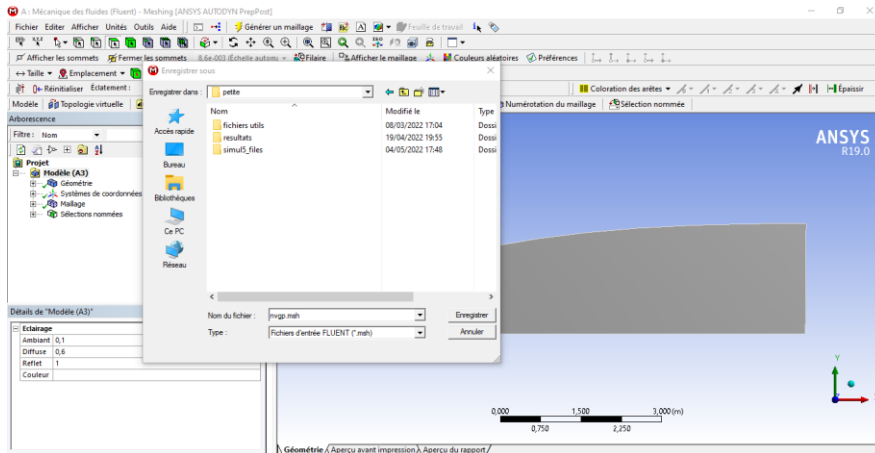 A : Mécanique des fluides (Fluent) - Meshing [ANSYS AUTODYN PrepPost]
Fichier Editer Afficher Unités Outils Aide Générer un maillage Feuille de travail
Afficher les sommets Fermer les sommets 8,6e-003 (Échelle automa Filaire Afficher le maillage Couleurs aléatoires Préférences
Taille Emplacement
Réinitialiser Éclatement : Coloration des arêtes Épaissir
Modèle Topologie virtuelle Numérotation du maillage Sélection nommée
Arborescence
Filtre : Nom
Projet
Modèle (A3)
Géométrie
Systèmes de coordonnées
Maillage
Sélections nommées
Enregistrer sous
Enregistrer dans : pette
Nom Modifié le Type
fichiers utils 08/03/2022 17:04 Dossi
resultats 19/04/2022 19:55 Dossi
simul5_files 04/05/2022 17:48 Dossi
Accès rapide
Bureau
Bibliothèques
Ce PC
Réseau
Nom du fichier : nvgp.msh Enregistrer
Type : Fichiers d'entrée FLUENT (*.msh) Annuler
ANSYS
R19.0
Détails de "Modèle (A3)"
Eclairage
Ambiant 0,1
Diffuse 0,6
Reflet 1
Couleur
Y
0,000 1,500 3,000 (m)
0,750 2,250
Géométrie Aperçu avant impression Aperçu du rapport